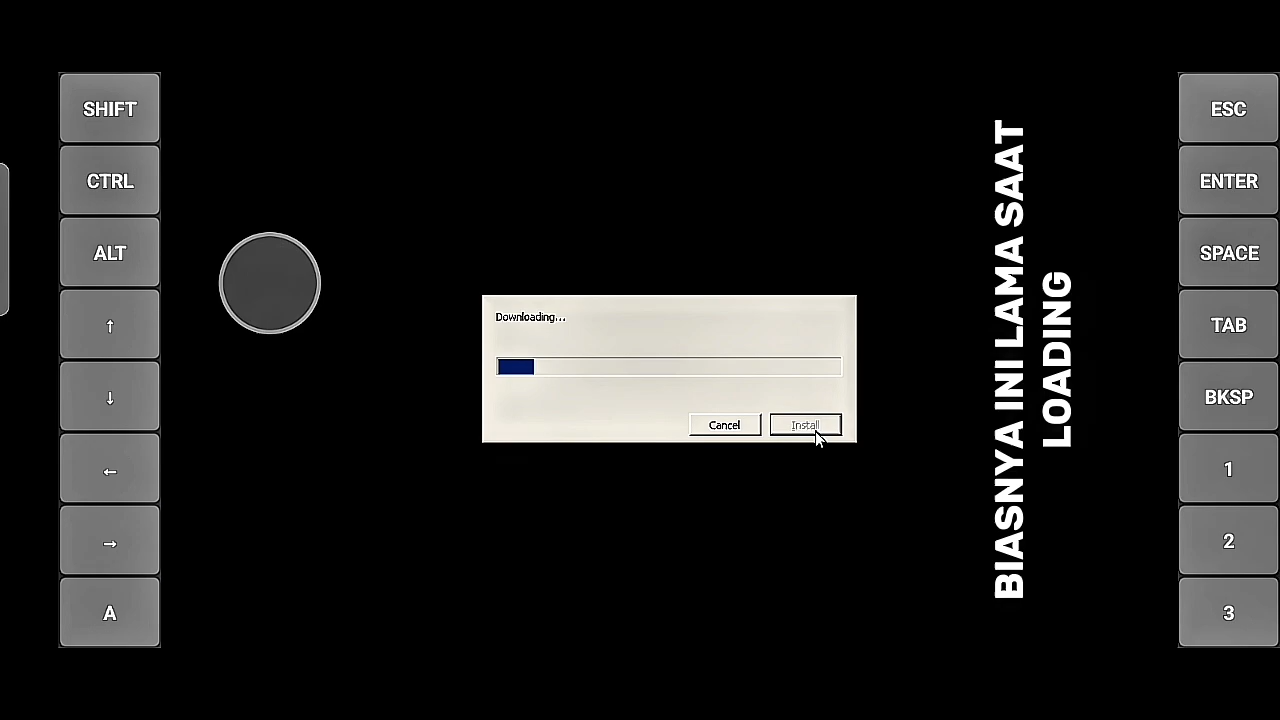 SHIFT
CTRL
ALT
↑
↓
←
→
A
Downloading...
Cancel
Install
BIASNYA INI LAMA SAAT
LOADING
ESC
ENTER
SPACE
TAB
BKSP
1
2
3